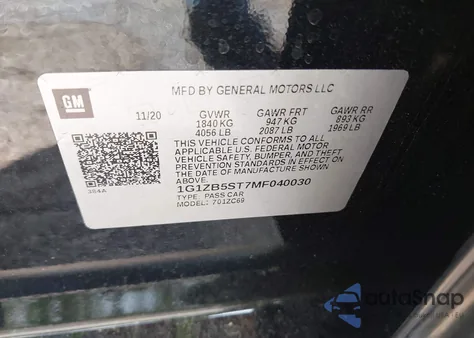 GM
MFD BY GENERAL MOTORS LLC
11/20 GVWR GAWR FRT GAWR RR
1840 KG 947 KG 893 KG
4056 LB 2087 LB 1969 LB
THIS VEHICLE CONFORMS TO ALL
APPLICABLE U.S. FEDERAL MOTOR
VEHICLE SAFETY, BUMPER, AND THEFT
PREVENTION STANDARDS IN EFFECT ON
THE DATE OF MANUFACTURE SHOWN ABOVE.
1G1ZB5ST7MF040030
TYPE: PASS CAR
MODEL: 701ZC69
384A
autoSnap